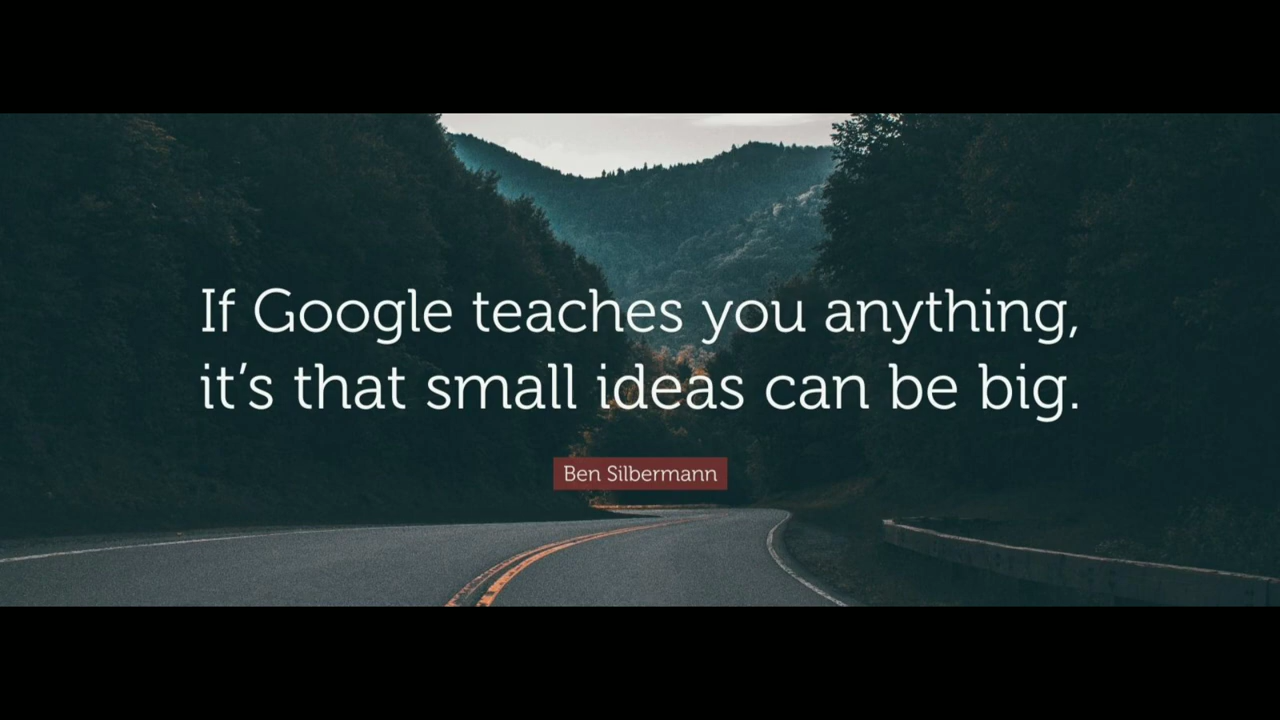 If Google teaches you anything,
it’s that small ideas can be big.
Ben Silbermann